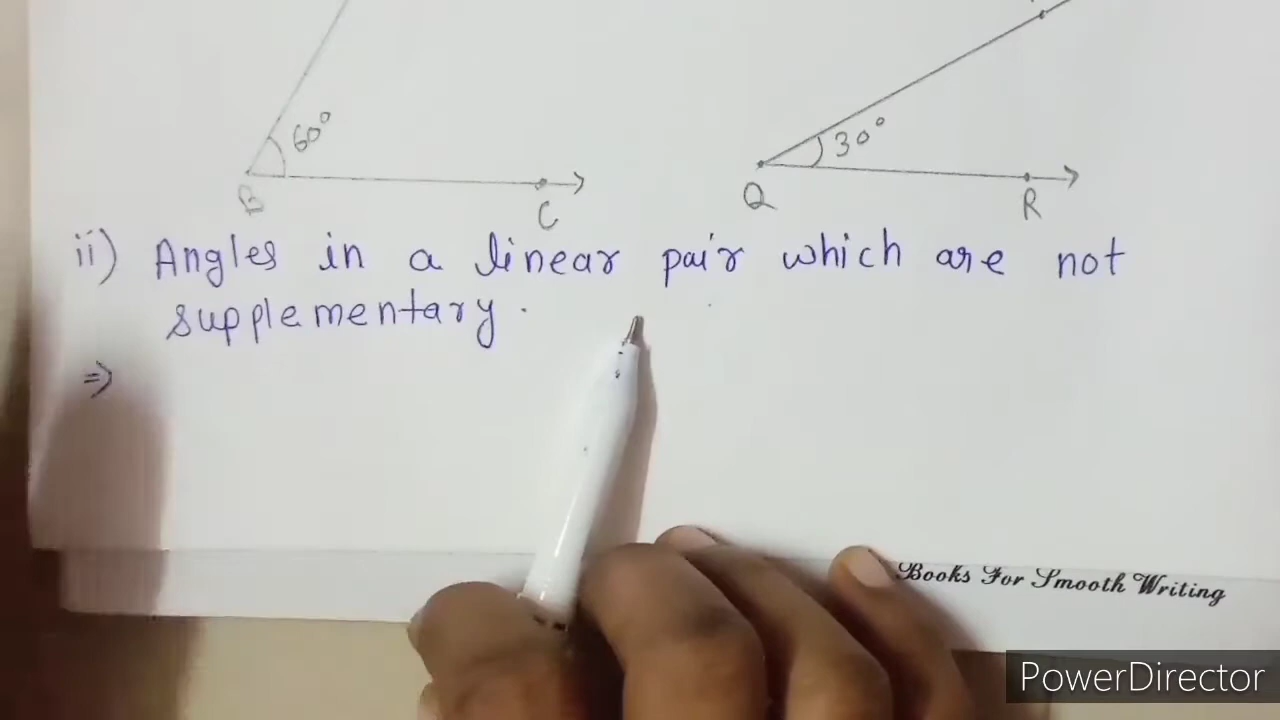 60°
30°
B
C
Q
R
ii) Angles in a linear pair which are not
supplementary.
⇒
Books For Smooth Writing
PowerDirector